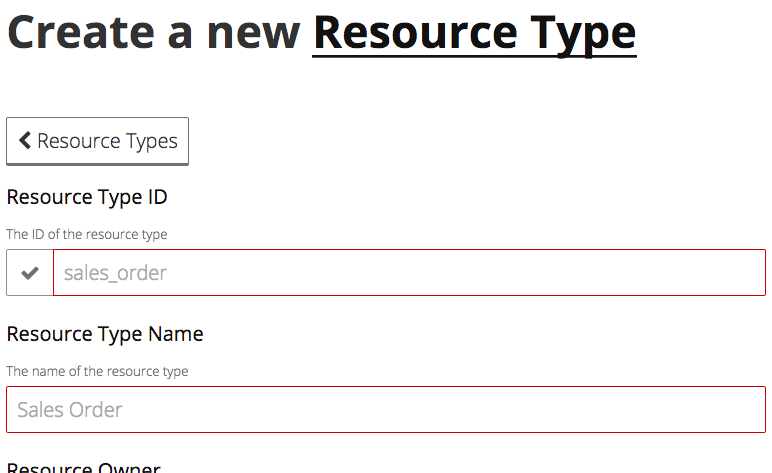 Create a new Resource Type
Resource Types
Resource Type ID
The ID of the resource type
sales_order
Resource Type Name
The name of the resource type
Sales Order
Resource Owner